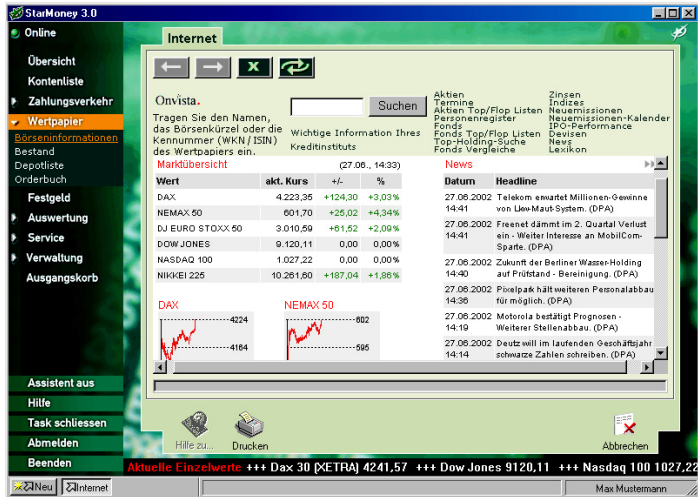 StarMoney 3.0
Online
Übersicht
Kontenliste
Zahlungsverkehr
Wertpapier
Börseninformationen
Bestand
Depotliste
Orderbuch
Festgeld
Auswertung
Service
Verwaltung
Ausgangskorb
Assistent aus
Hilfe
Task schliessen
Abmelden
Beenden
Internet
Onvista.
Tragen Sie den Namen,
das Börsenkürzel oder die
Kennummer (WKN / ISIN)
des Wertpapiers ein.
Suchen
Wichtige Information Ihres
Kreditinstituts
Aktien
Termine
Aktien Top/Flop Listen
Personenregister
Fonds
Fonds Top/Flop Listen
Top-Holding-Suche
Fonds Vergleiche
Zinsen
Indizes
Neuemissionen
Neuemissionen-Kalender
IPO-Performance
Devisen
News
Lexikon
Marktübersicht (27.06., 14:33)
Wert akt. Kurs +/- %
DAX 4.223,35 +124,30 +3,03%
NEMAX 50 601,70 +25,02 +4,34%
DJ EURO STOXX 50 3.010,59 +61,52 +2,09%
DOW JONES 9.120,11 0,00 0,00%
NASDAQ 100 1.027,22 0,00 0,00%
NIKKEI 225 10.261,60 +187,04 +1,86%
DAX
4224
4164
NEMAX 50
602
595
News
Datum Headline
27.06.2002 Telekom erwartet Millionen-Gewinne
14:41 von Lkw-Maut-System. (DPA)
27.06.2002 Freenet dämmt im 2. Quartal Verlust
14:41 ein - Weiter Interesse an MobilCom-
Sparte. (DPA)
27.06.2002 Zukunft der Berliner Wasser-Holding
14:40 auf Prüfstand - Bereinigung. (DPA)
27.06.2002 Pixelpark hält weiteren Personalabbau
14:36 für möglich. (DPA)
27.06.2002 Motorola bestätigt Prognosen -
14:19 Weiterer Stellenabbau. (DPA)
27.06.2002 Deutz will im laufenden Geschäftsjahr
14:14 schwarze Zahlen schreiben. (DPA)
Hilfe zu...
Drucken
Abbrechen
Aktuelle Einzelwerte +++ Dax 30 (XETRA) 4241,57 +++ Dow Jones 9120,11 +++ Nasdaq 100 1027,22
Neu
Internet
Max Mustermann